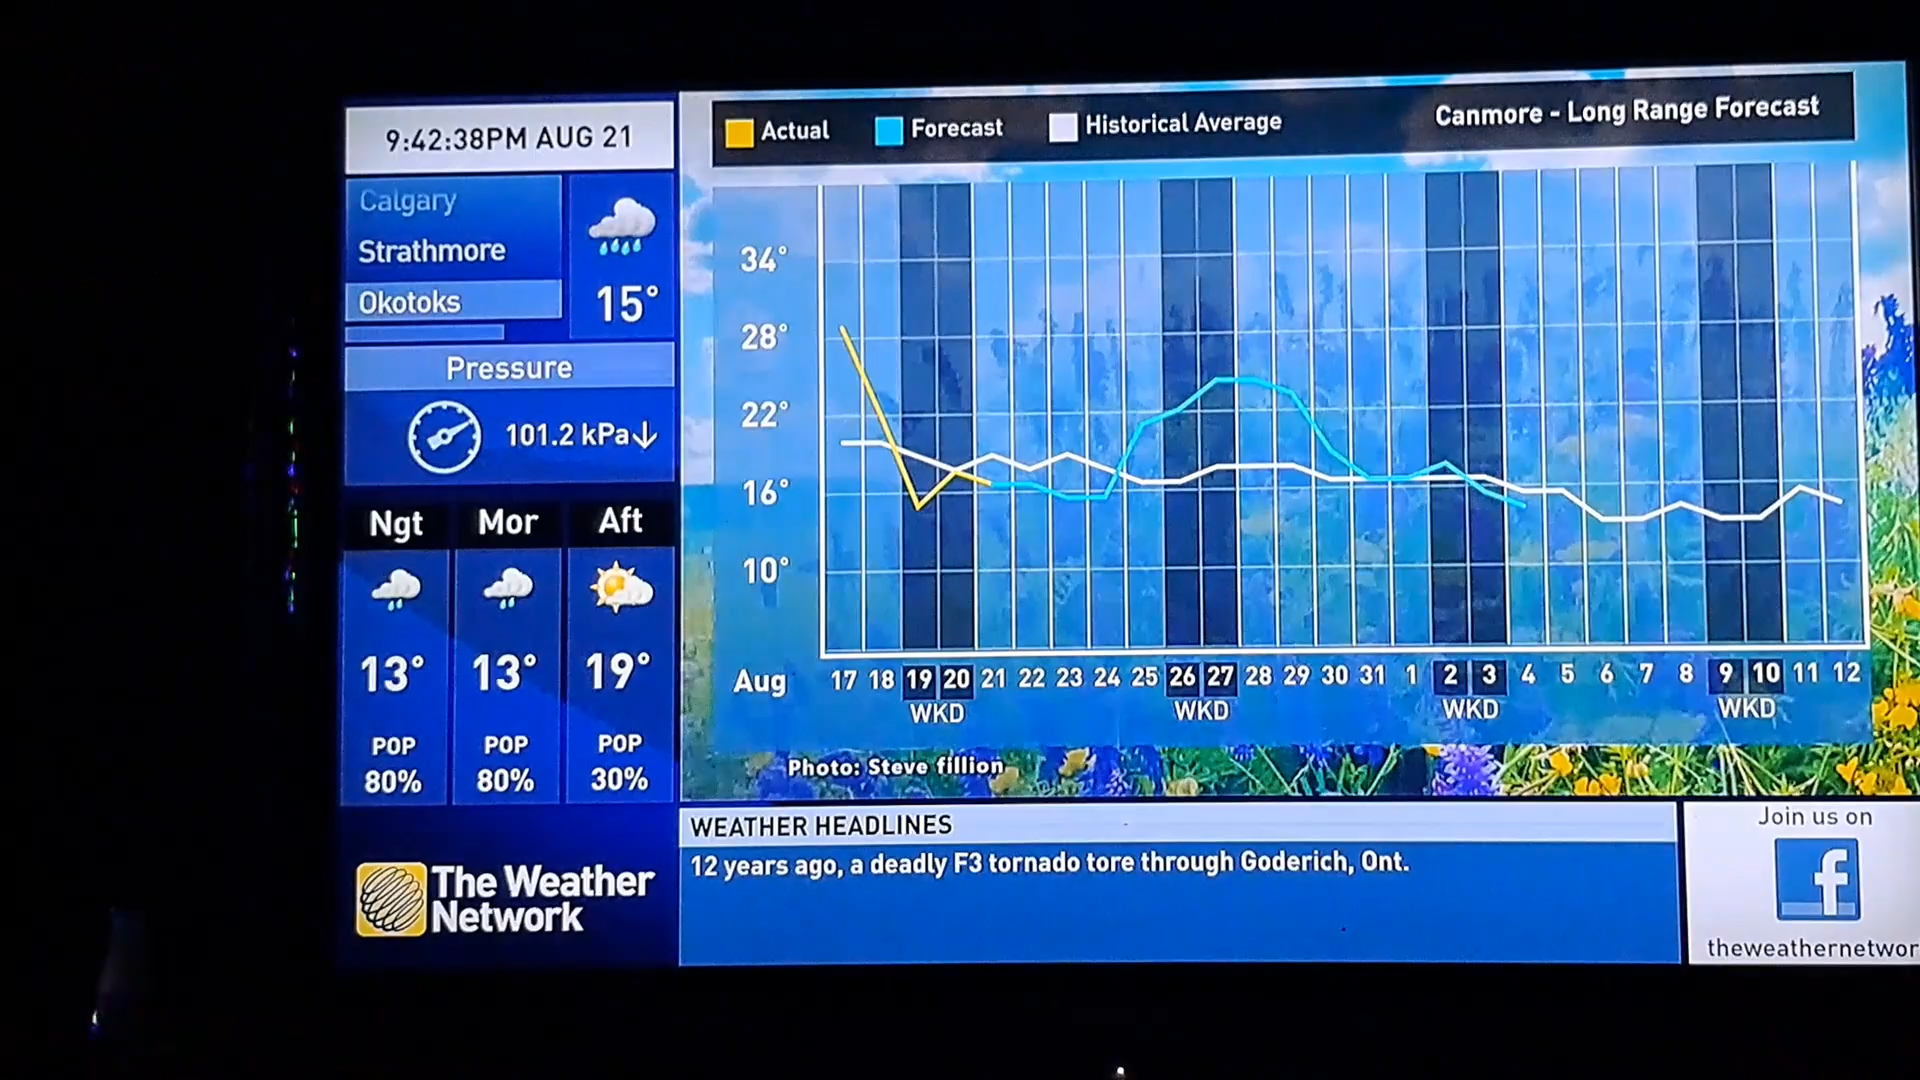 9:42:38PM AUG 21
Calgary
Strathmore
Okotoks
15°
Pressure
101.2 kPa↓
Ngt Mor Aft
13° 13° 19°
POP POP POP
80% 80% 30%
The Weather
Network
Actual Forecast Historical Average Canmore - Long Range Forecast
34°
28°
22°
16°
10°
Aug 17 18 19 20 21 22 23 24 25 26 27 28 29 30 31 1 2 3 4 5 6 7 8 9 10 11 12
WKD WKD WKD WKD
Photo: Steve fillion
WEATHER HEADLINES
12 years ago, a deadly F3 tornado tore through Goderich, Ont.
Join us on
f
theweathernetwor